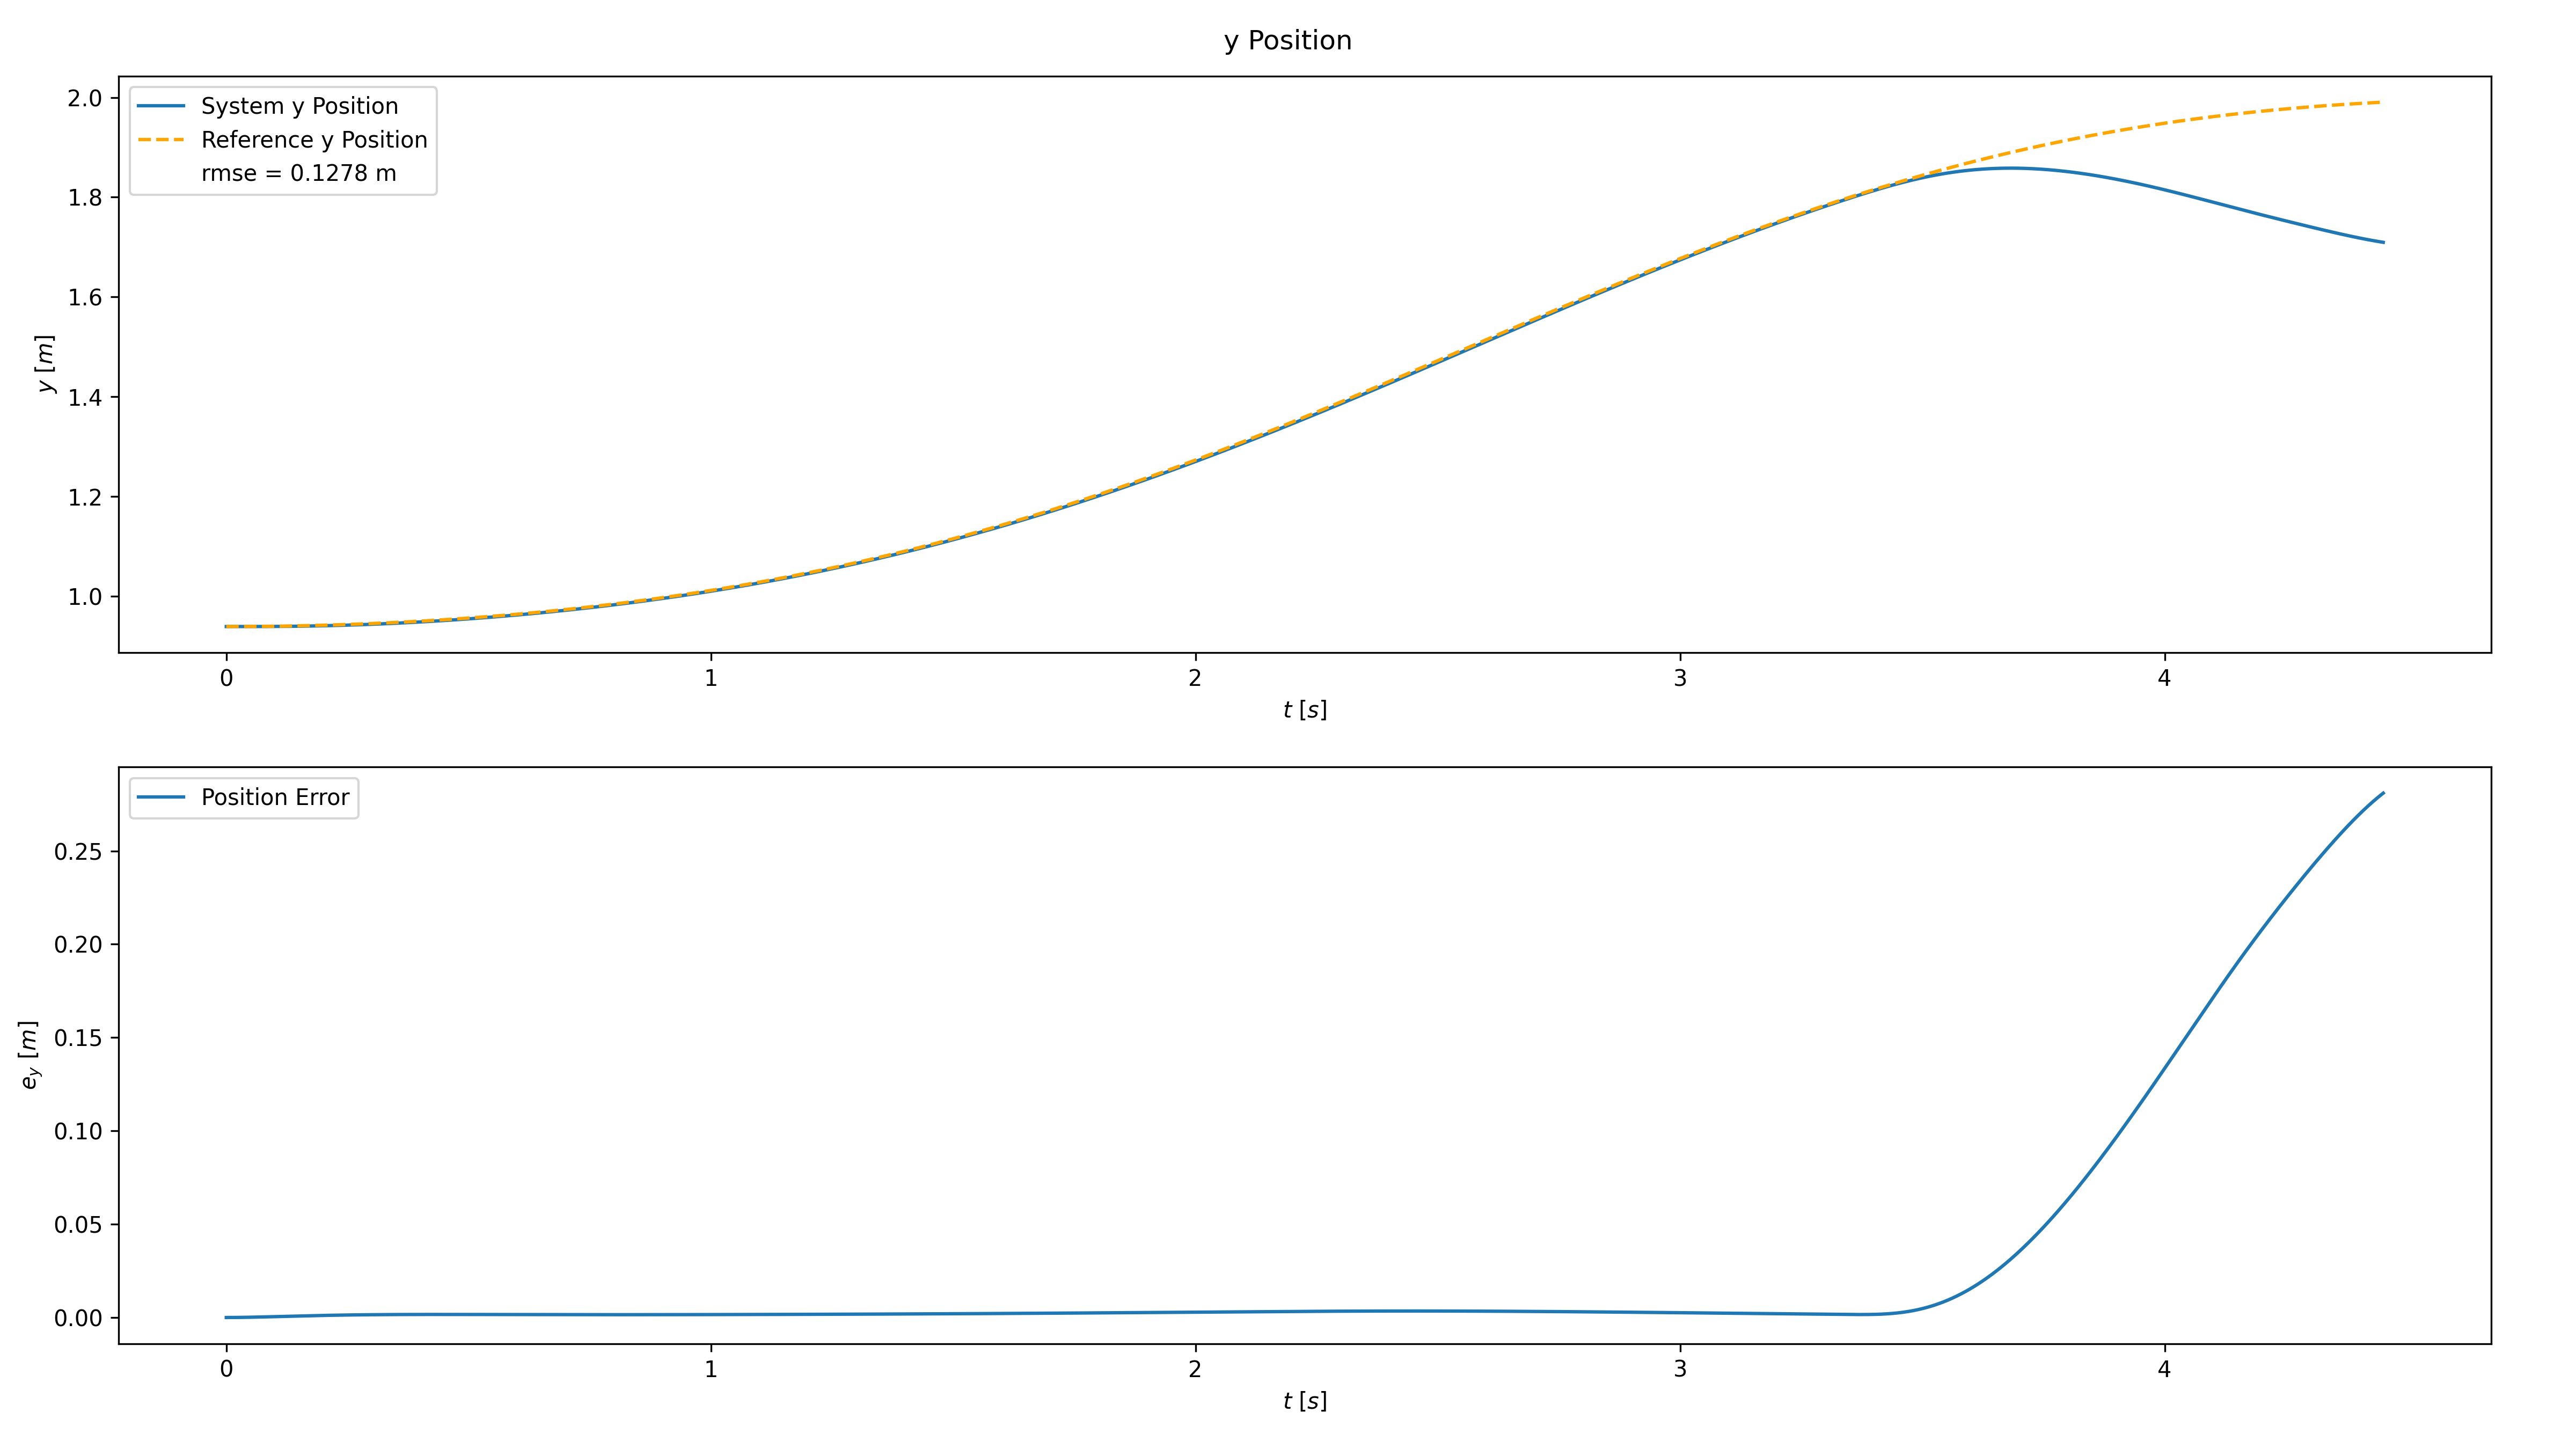 y Position
System y Position
Reference y Position
rmse = 0.1278 m
2.0
1.8
1.6
1.4
1.2
1.0
y [m]
0 1 2 3 4
t [s]
Position Error
0.25
0.20
0.15
0.10
0.05
0.00
e_y [m]
0 1 2 3 4
t [s]